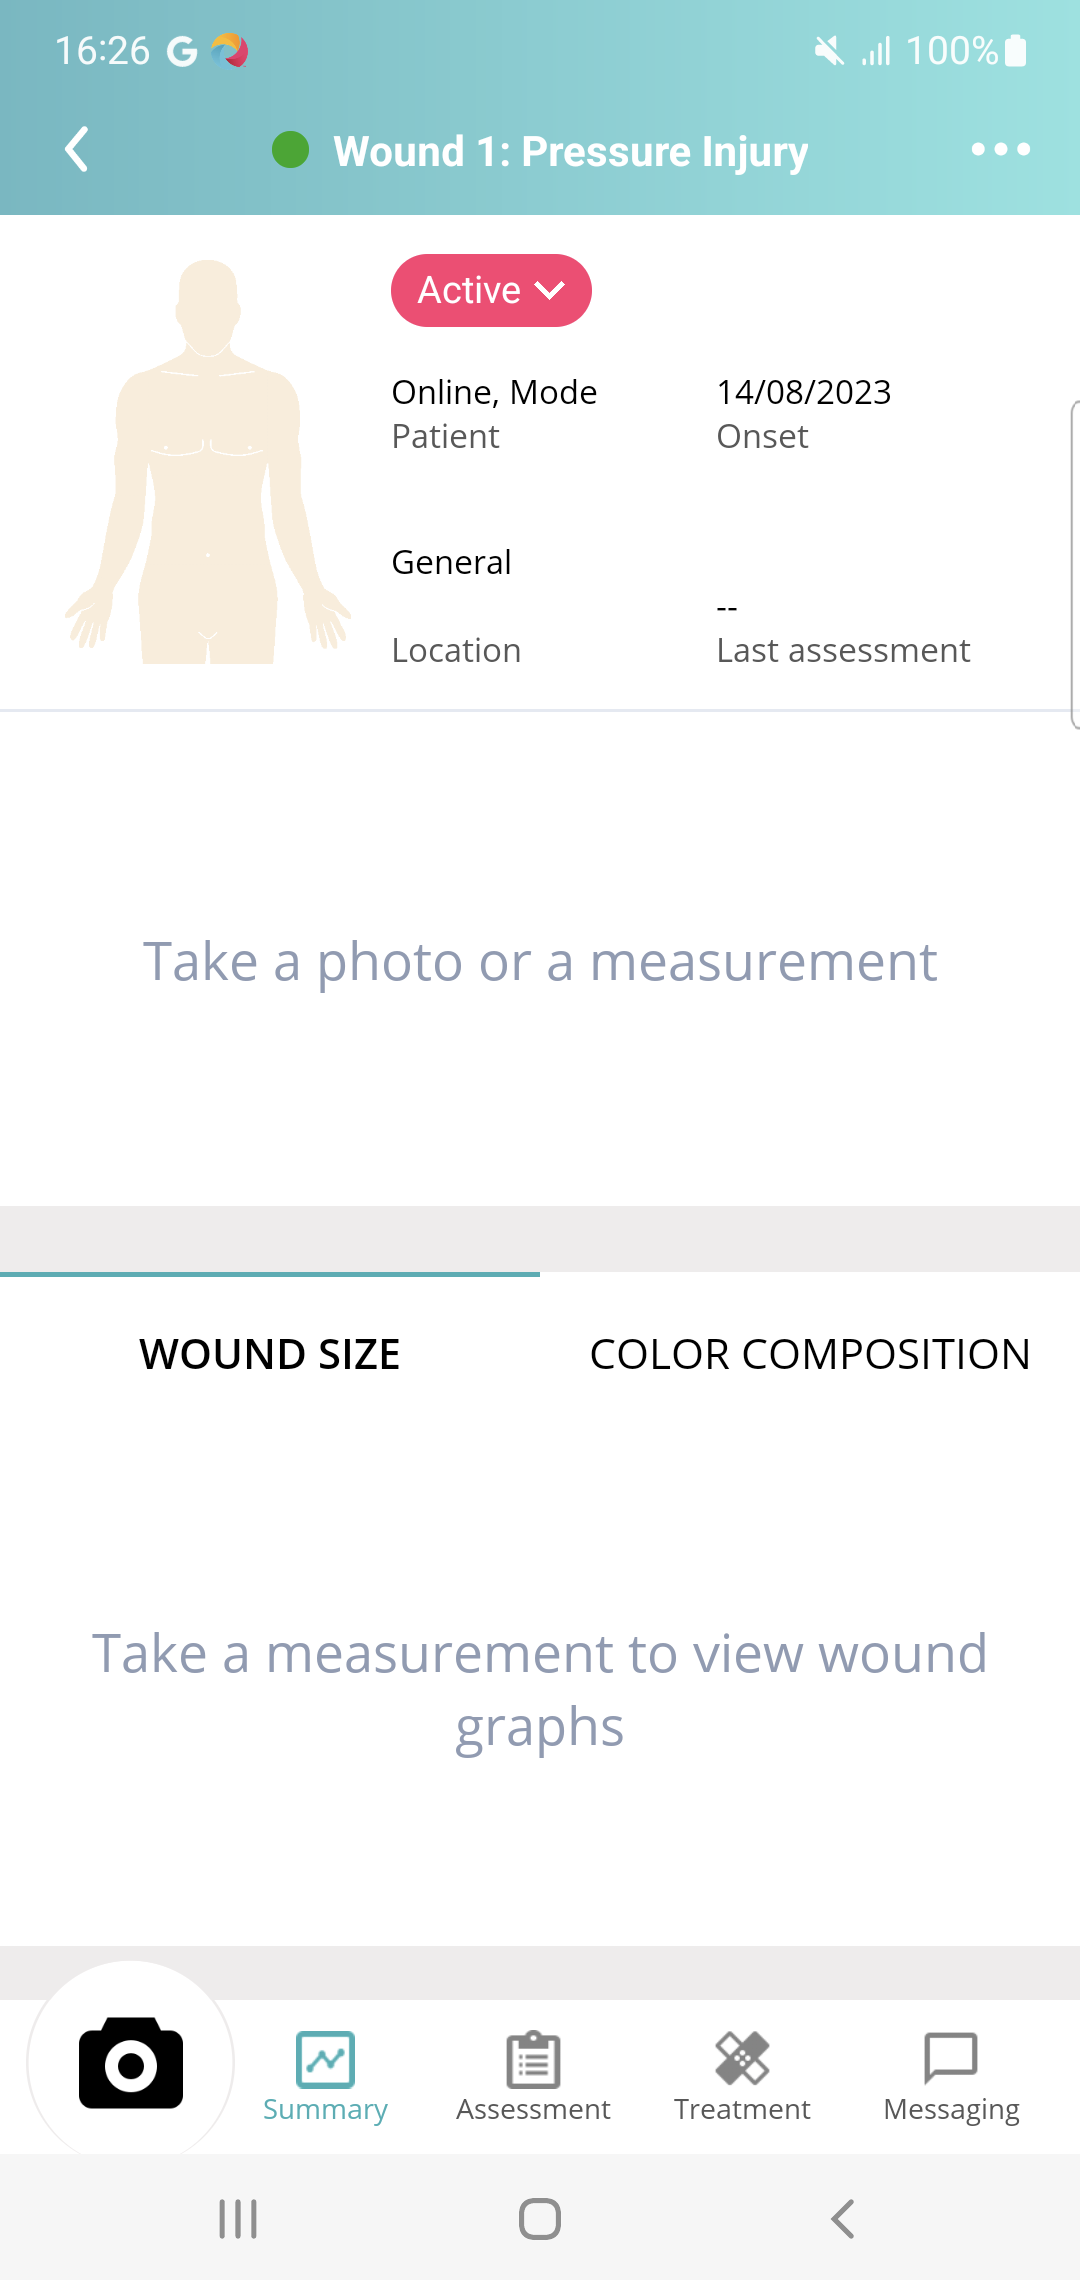 16:26 G 100%
Wound 1: Pressure Injury
Active
Online, Mode 14/08/2023
Patient Onset
General
--
Location Last assessment
Take a photo or a measurement
WOUND SIZE COLOR COMPOSITION
Take a measurement to view wound
graphs
Summary Assessment Treatment Messaging